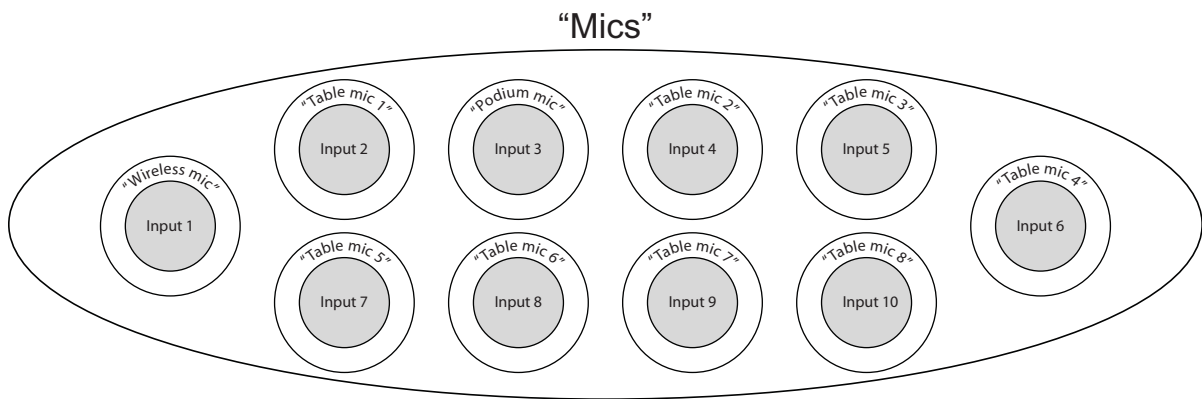 “Mics”
“Table mic 1”
Input 2
“Podium mic”
Input 3
“Table mic 2”
Input 4
“Table mic 3”
Input 5
“Wireless mic”
Input 1
“Table mic 4”
Input 6
“Table mic 5”
Input 7
“Table mic 6”
Input 8
“Table mic 7”
Input 9
“Table mic 8”
Input 10